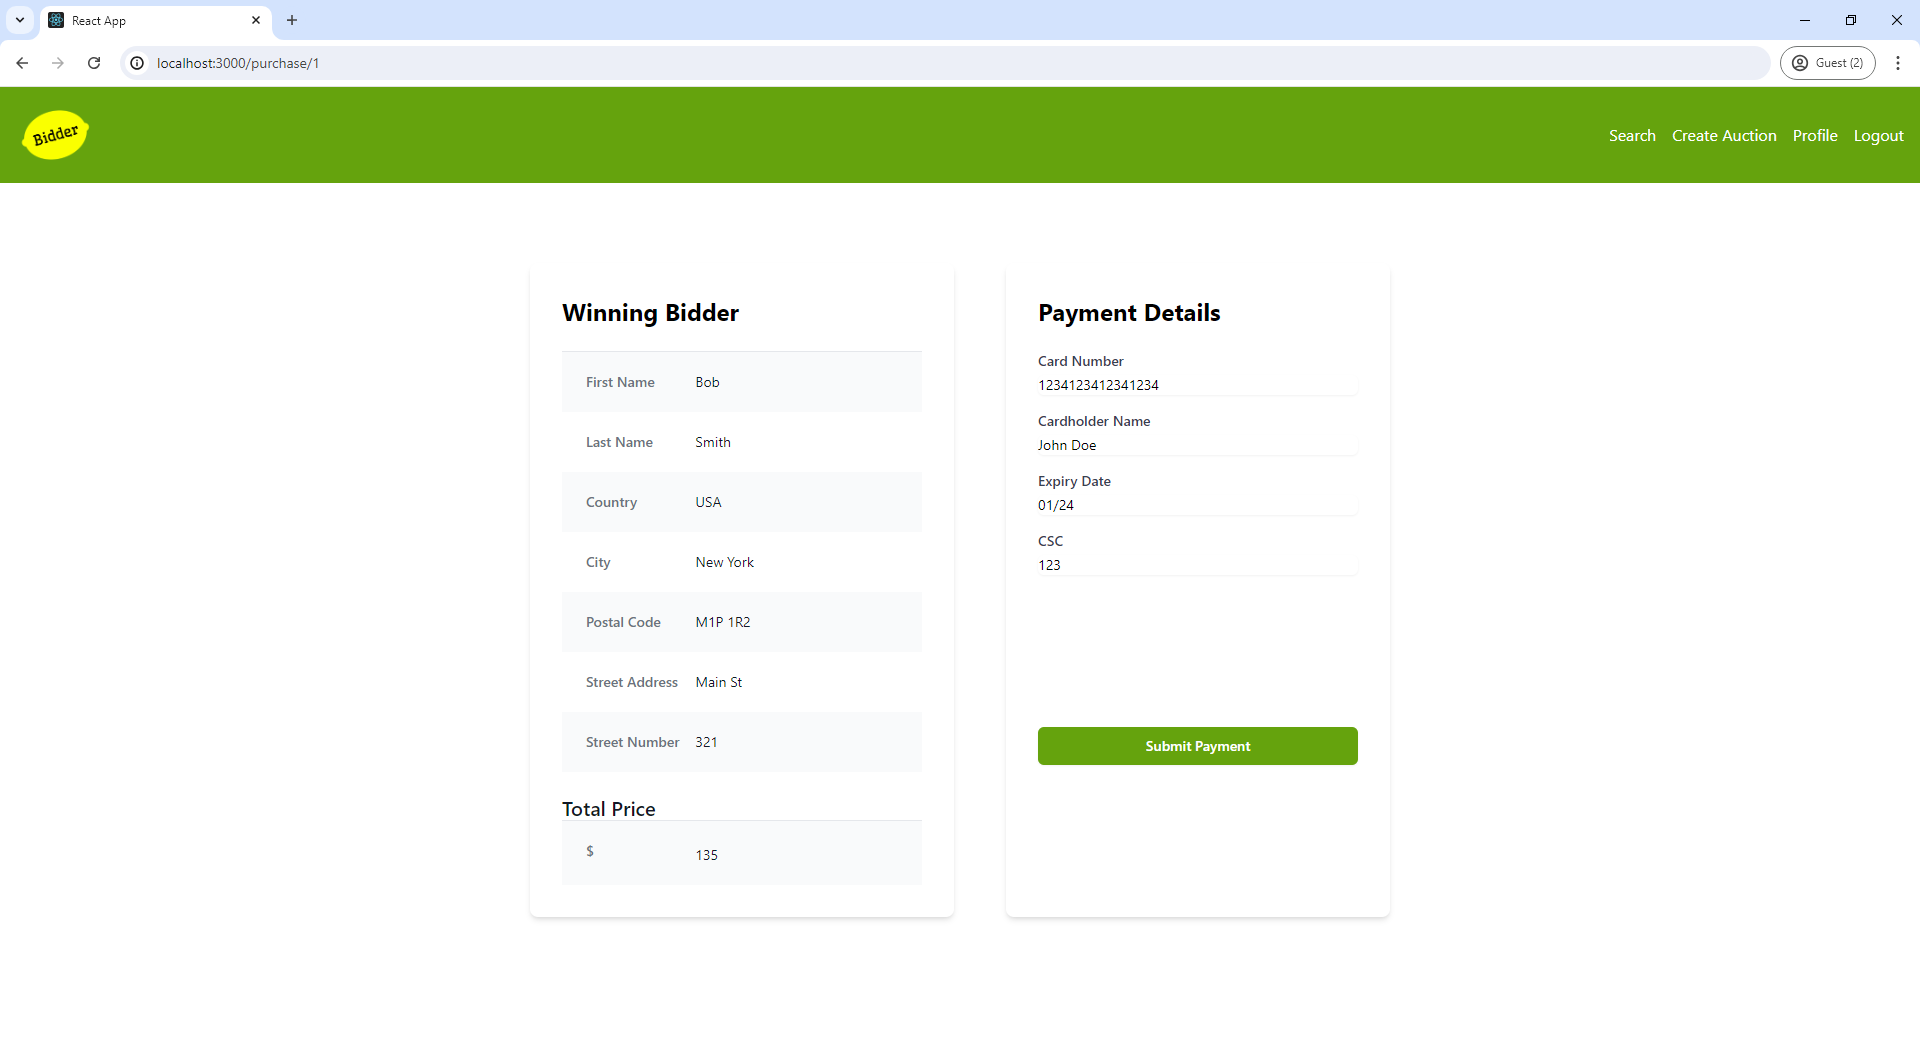 React App
localhost:3000/purchase/1
Guest (2)
Bidder
Search Create Auction Profile Logout
Winning Bidder
First Name Bob
Last Name Smith
Country USA
City New York
Postal Code M1P 1R2
Street Address Main St
Street Number 321
Total Price
$ 135
Payment Details
Card Number
1234123412341234
Cardholder Name
John Doe
Expiry Date
01/24
CSC
123
Submit Payment